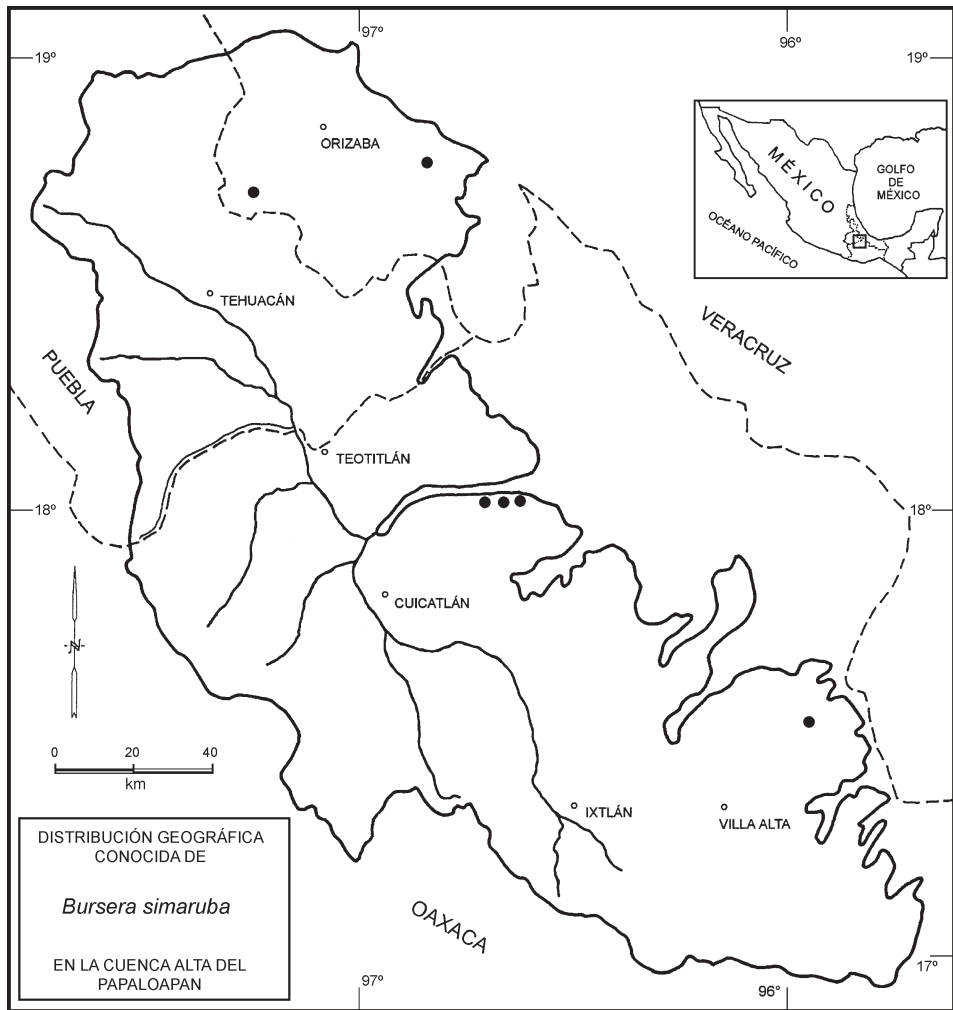 97º
96º
19º
19º
ORIZABA
MÉXICO
GOLFO
DE
MÉXICO
OCÉANO PACÍFICO
TEHUACÁN
VERACRUZ
PUEBLA
TEOTITLÁN
18º
18º
CUICATLÁN
N
0 20 40
km
IXTLÁN
VILLA ALTA
DISTRIBUCIÓN GEOGRÁFICA
CONOCIDA DE
Bursera simaruba
EN LA CUENCA ALTA DEL
PAPALOAPAN
OAXACA
17º
97º
96º